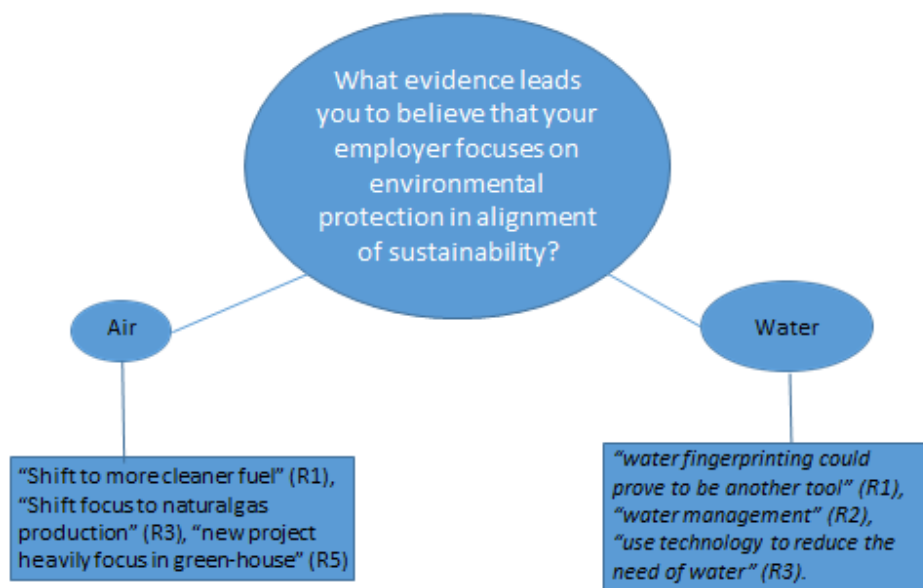 What evidence leads
you to believe that your
employer focuses on
environmental
protection in alignment
of sustainability?
Air
Water
“Shift to more cleaner fuel” (R1),
“Shift focus to naturalgas
production” (R3), “new project
heavily focus in green-house” (R5)
“water fingerprinting could
prove to be another tool” (R1),
“water management” (R2),
“use technology to reduce the
need of water” (R3).